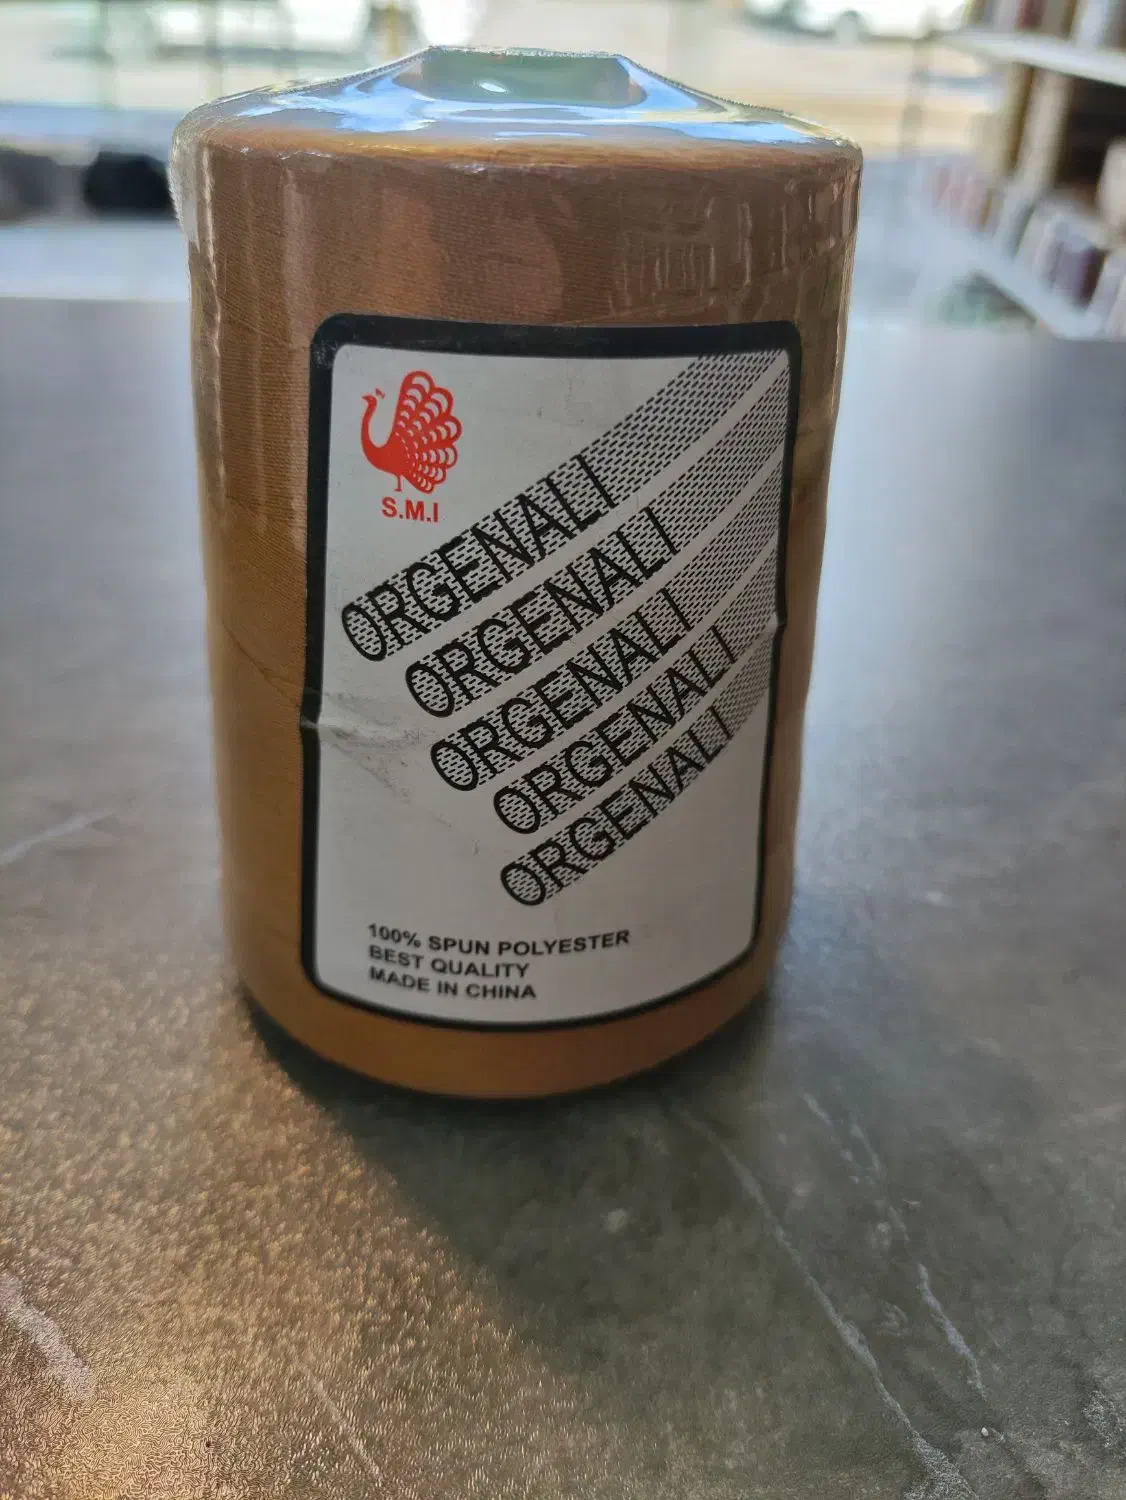 S.M.I
ORGENALI
ORGENALI
ORGENALI
ORGENALI
ORGENALI
100% SPUN POLYESTER
BEST QUALITY
MADE IN CHINA